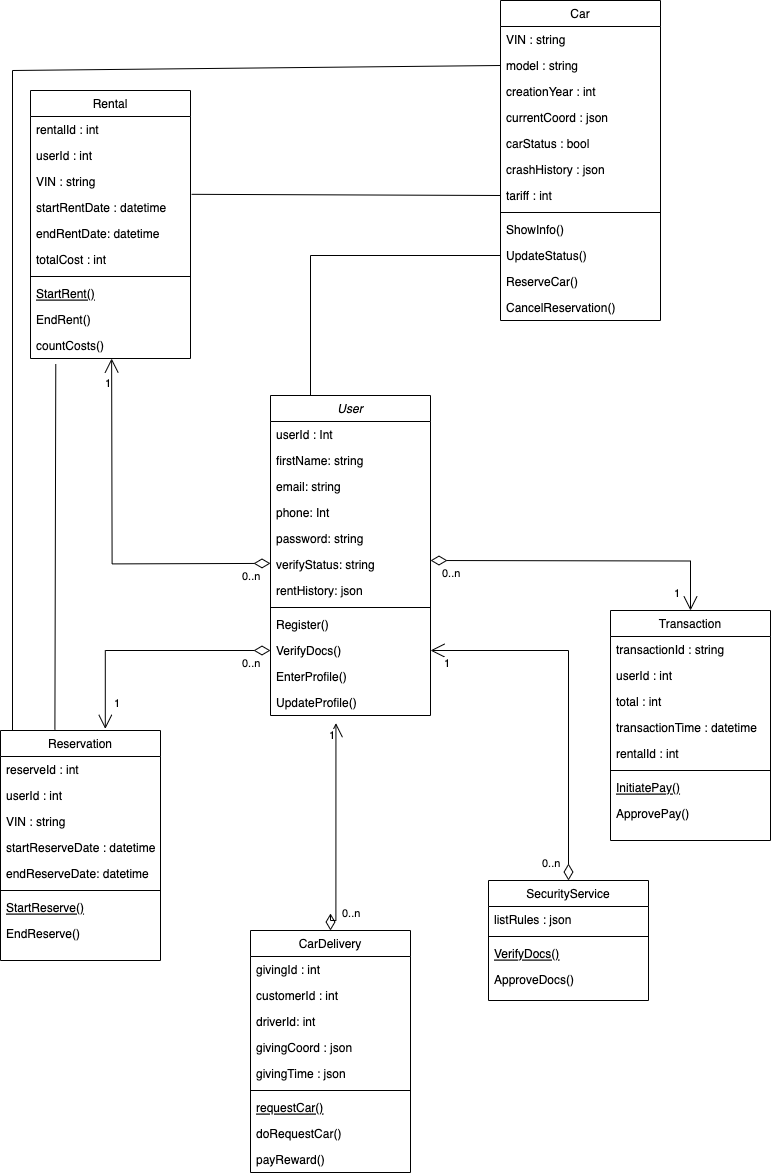 Car
VIN : string
model : string
creationYear : int
currentCoord : json
carStatus : bool
crashHistory : json
tariff : int
ShowInfo()
UpdateStatus()
ReserveCar()
CancelReservation()
Rental
rentalId : int
userId : int
VIN : string
startRentDate : datetime
endRentDate: datetime
totalCost : int
StartRent()
EndRent()
countCosts()
1
User
userId : Int
firstName: string
email: string
phone: Int
password: string
verifyStatus: string
rentHistory: json
Register()
VerifyDocs()
EnterProfile()
UpdateProfile()
0..n
0..n
0..n
1
1
1
1
Transaction
transactionId : string
userId : int
total : int
transactionTime : datetime
rentalId : int
InitiatePay()
ApprovePay()
Reservation
reserveId : int
userId : int
VIN : string
startReserveDate : datetime
endReserveDate: datetime
StartReserve()
EndReserve()
0..n
CarDelivery
givingId : int
customerId : int
driverId: int
givingCoord : json
givingTime : json
requestCar()
doRequestCar()
payReward()
0..n
SecurityService
listRules : json
VerifyDocs()
ApproveDocs()